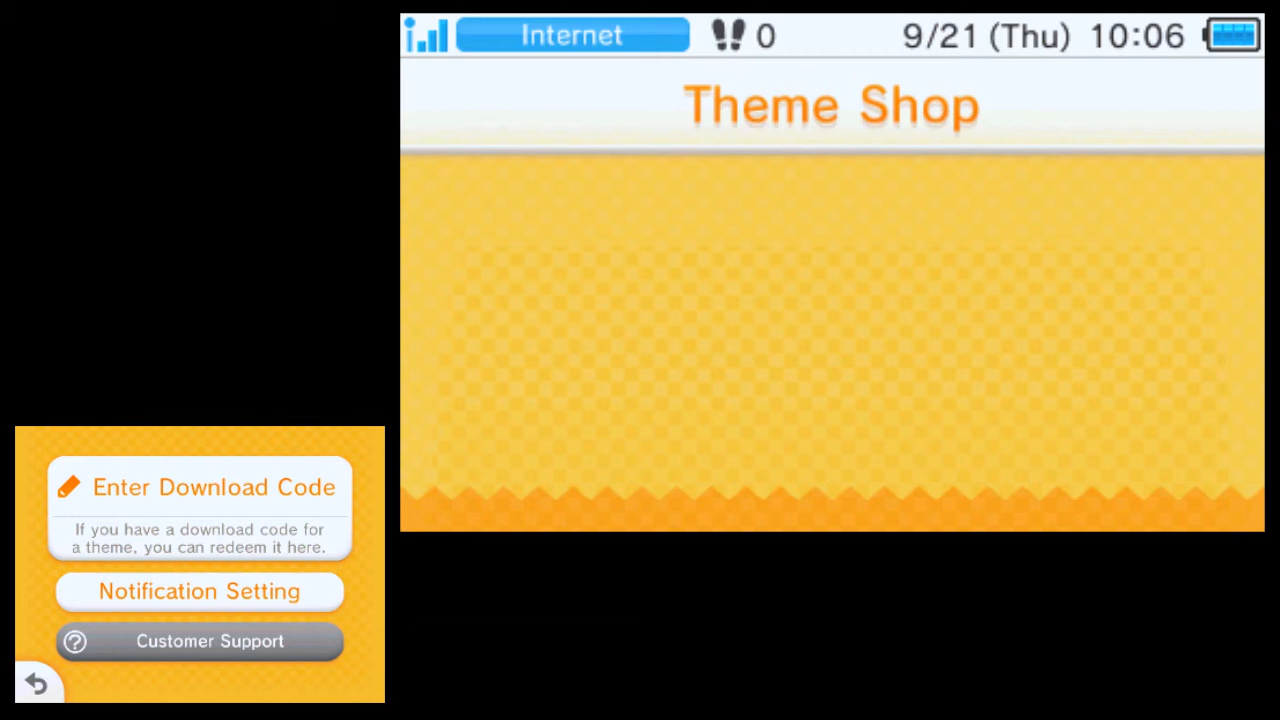 Internet 0 9/21 (Thu) 10:06
Theme Shop
Enter Download Code
If you have a download code for
a theme, you can redeem it here.
Notification Setting
Customer Support